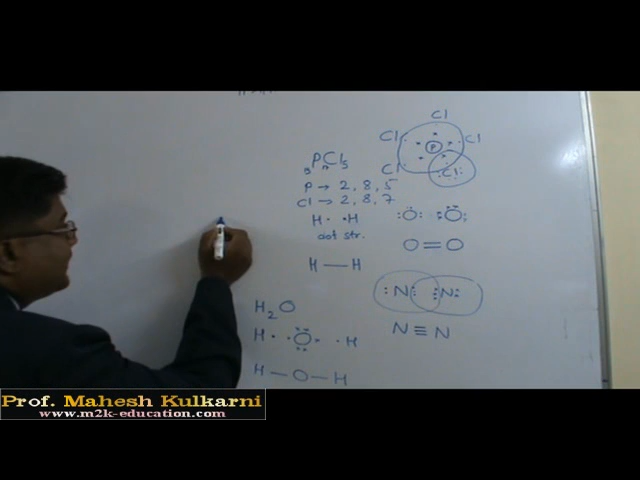 PCl5
P → 2, 8, 5
Cl → 2, 8, 7
H· ·H
dot str.
H — H
H2O
H· ·O· ·H
H — O — H
Cl
Cl
Cl
Cl
P
Cl
:O: :O:
O = O
:N: :N:
N ≡ N
Prof. Mahesh Kulkarni
www.m2k-education.com